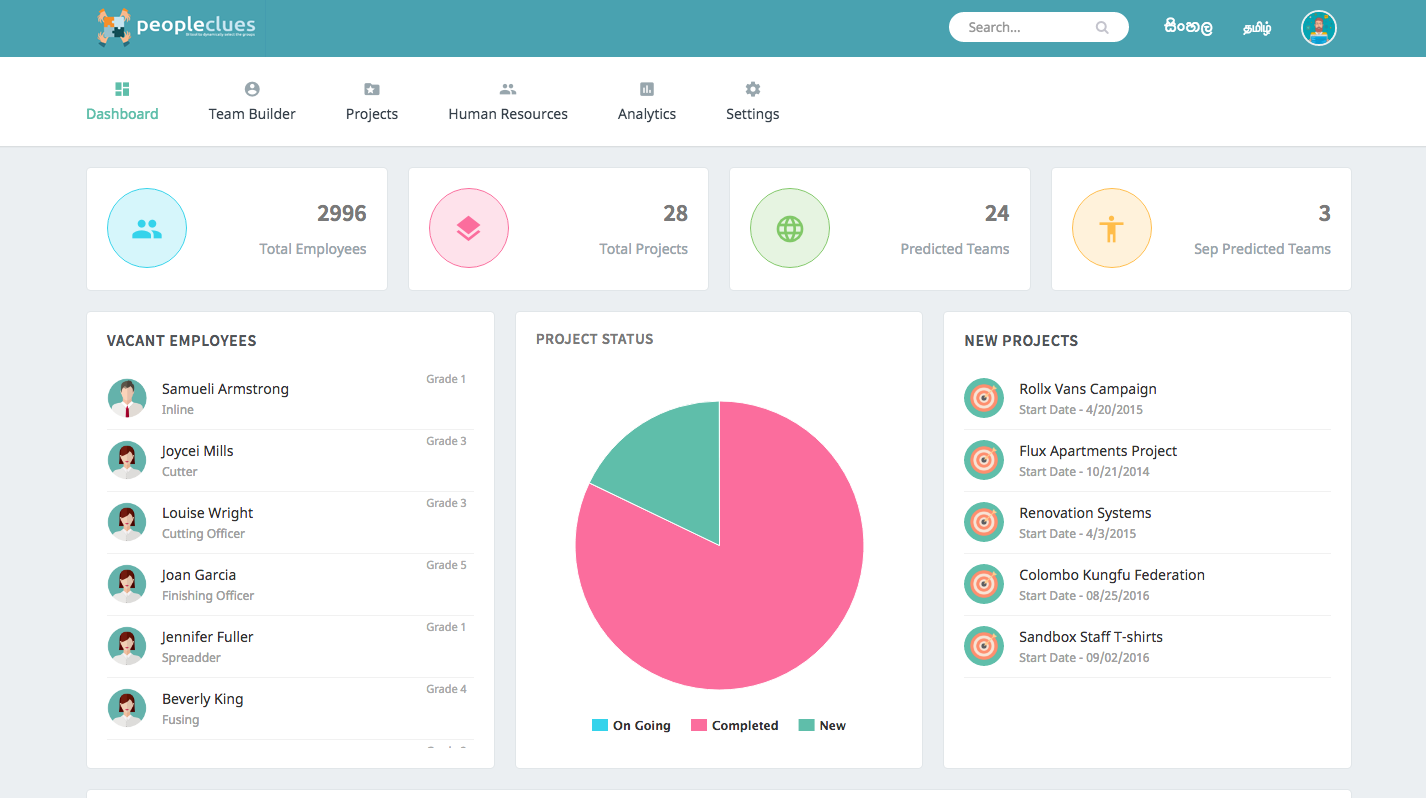 peopleclues
Search...
සිංහල
தமிழ்
Dashboard
Team Builder
Projects
Human Resources
Analytics
Settings
2996
Total Employees
28
Total Projects
24
Predicted Teams
3
Sep Predicted Teams
VACANT EMPLOYEES
Grade 1
Samueli Armstrong
Inline
Grade 3
Joycei Mills
Cutter
Grade 3
Louise Wright
Cutting Officer
Grade 5
Joan Garcia
Finishing Officer
Grade 1
Jennifer Fuller
Spreadder
Grade 4
Beverly King
Fusing
PROJECT STATUS
On Going
Completed
New
NEW PROJECTS
Rollx Vans Campaign
Start Date - 4/20/2015
Flux Apartments Project
Start Date - 10/21/2014
Renovation Systems
Start Date - 4/3/2015
Colombo Kungfu Federation
Start Date - 08/25/2016
Sandbox Staff T-shirts
Start Date - 09/02/2016